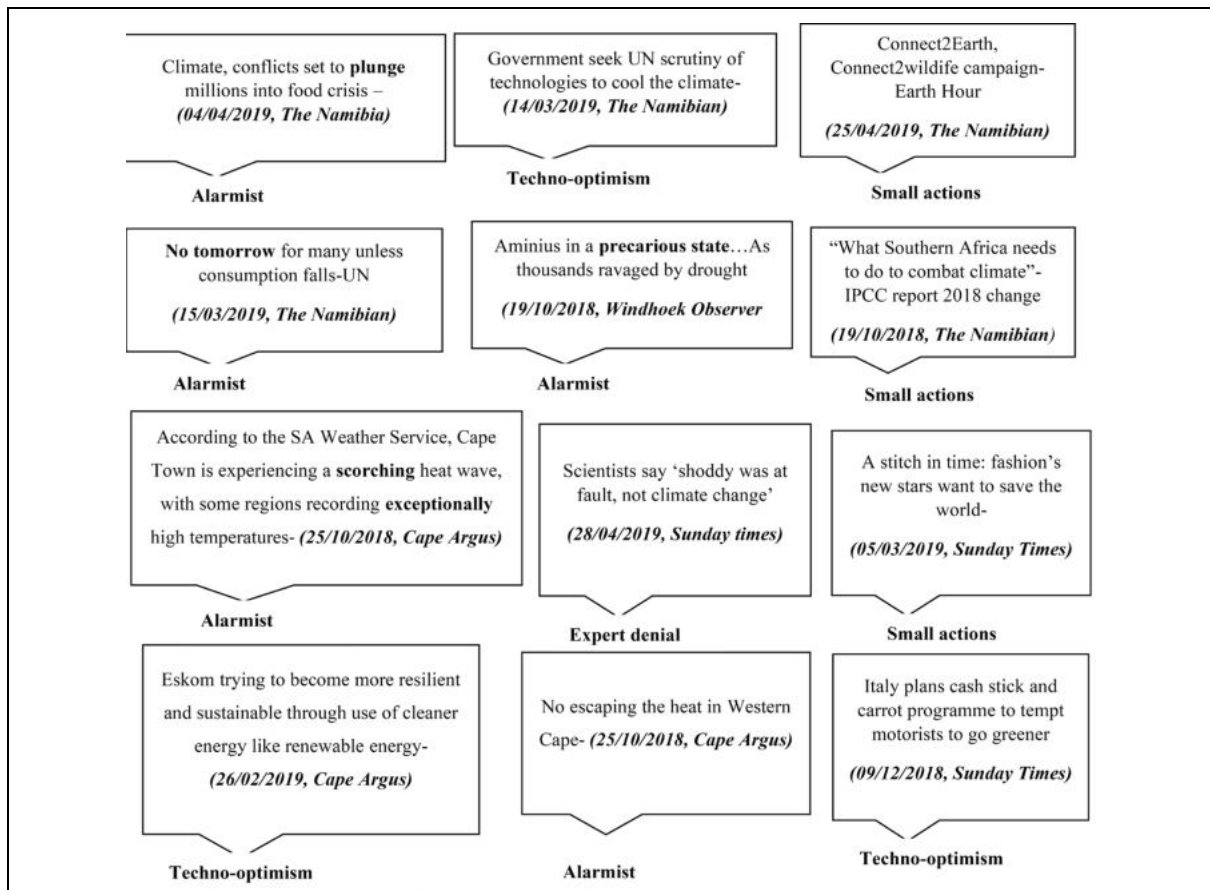 Climate, conflicts set to plunge
millions into food crisis –
(04/04/2019, The Namibia)
Alarmist
Government seek UN scrutiny of
technologies to cool the climate-
(14/03/2019, The Namibian)
Techno-optimism
Connect2Earth,
Connect2wildlife campaign-
Earth Hour
(25/04/2019, The Namibian)
Small actions
No tomorrow for many unless
consumption falls-UN
(15/03/2019, The Namibian)
Alarmist
Aminius in a precarious state…As
thousands ravaged by drought
(19/10/2018, Windhoek Observer
Alarmist
“What Southern Africa needs
to do to combat climate”-
IPCC report 2018 change
(19/10/2018, The Namibian)
Small actions
According to the SA Weather Service, Cape
Town is experiencing a scorching heat wave,
with some regions recording exceptionally
high temperatures- (25/10/2018, Cape Argus)
Alarmist
Scientists say ‘shoddy was at
fault, not climate change’
(28/04/2019, Sunday times)
Expert denial
A stitch in time: fashion’s
new stars want to save the
world-
(05/03/2019, Sunday Times)
Small actions
Eskom trying to become more resilient
and sustainable through use of cleaner
energy like renewable energy-
(26/02/2019, Cape Argus)
Techno-optimism
No escaping the heat in Western
Cape- (25/10/2018, Cape Argus)
Alarmist
Italy plans cash stick and
carrot programme to tempt
motorists to go greener
(09/12/2018, Sunday Times)
Techno-optimism